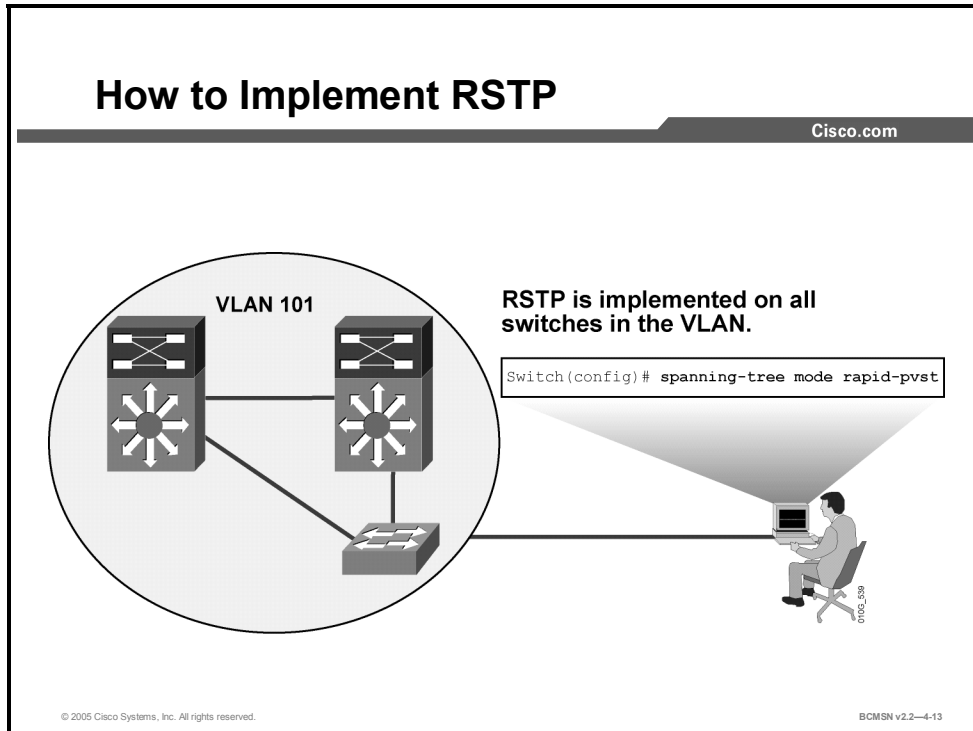 How to Implement RSTP
Cisco.com
VLAN 101
RSTP is implemented on all
switches in the VLAN.
Switch(config)# spanning-tree mode rapid-pvst
010G_539
© 2005 Cisco Systems, Inc. All rights reserved.
BCMSN v2.2—4-13